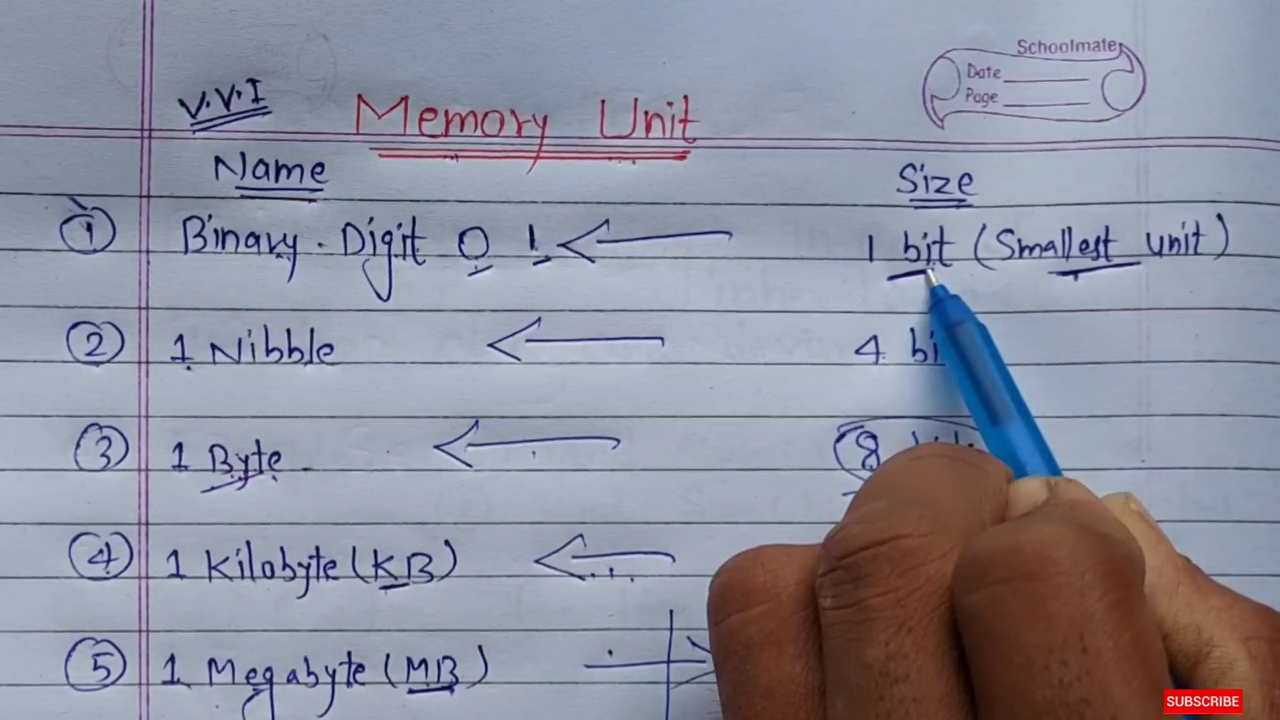 Schoolmate
Date
Page
V.V.I
Memory Unit
Name Size
1 Binary Digit 0 1 1 bit (Smallest Unit)
2 1 Nibble 4
3 1 Byte 8
4 1 Kilobyte (KB)
5 1 Megabyte (MB)
SUBSCRIBE